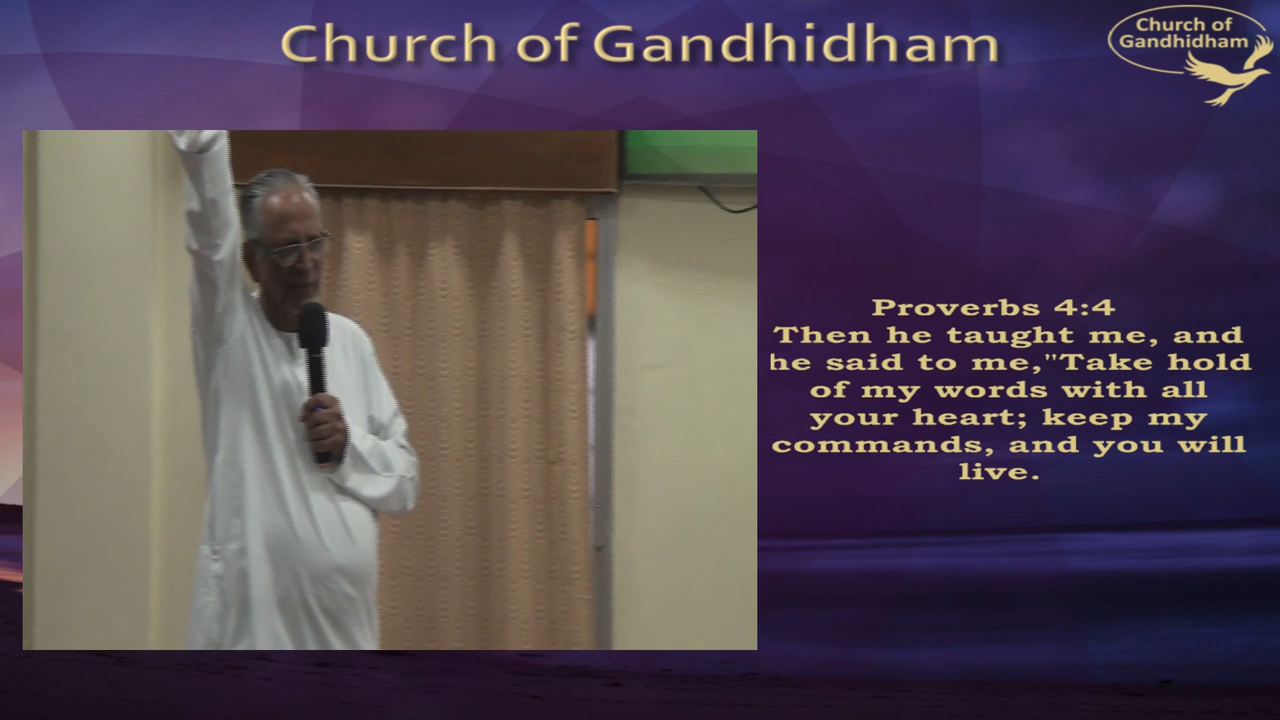 Church of Gandhidham
Church of
Gandhidham
Proverbs 4:4
Then he taught me, and
he said to me,"Take hold
of my words with all
your heart; keep my
commands, and you will
live.